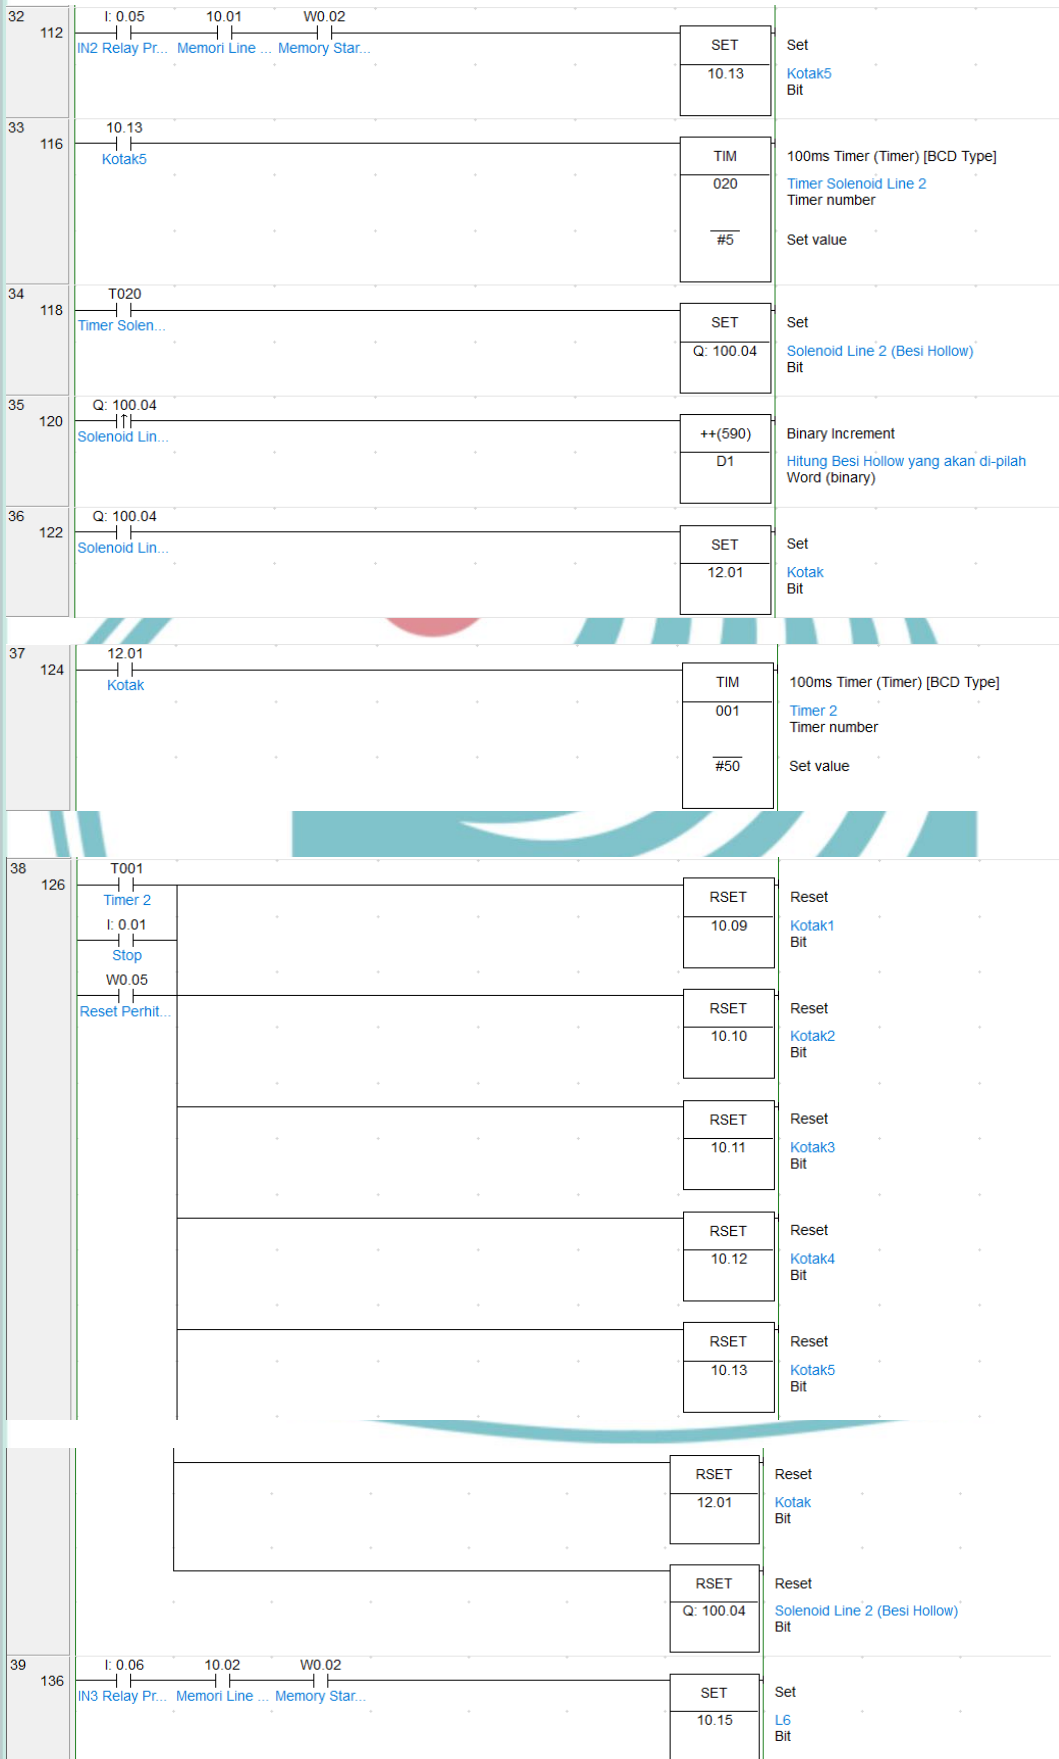 32
112
I: 0.05 10.01 W0.02
IN2 Relay Pr... Memori Line ... Memory Star...
SET Set
10.13 Kotak5
Bit
33
116
10.13
Kotak5
TIM 100ms Timer (Timer) [BCD Type]
020 Timer Solenoid Line 2
Timer number
#5 Set value
34
118
T020
Timer Solen...
SET Set
Q: 100.04 Solenoid Line 2 (Besi Hollow)
Bit
35
120
Q: 100.04
Solenoid Lin...
++(590) Binary Increment
D1 Hitung Besi Hollow yang akan di-pilah
Word (binary)
36
122
Q: 100.04
Solenoid Lin...
SET Set
12.01 Kotak
Bit
37
124
12.01
Kotak
TIM 100ms Timer (Timer) [BCD Type]
001 Timer 2
Timer number
#50 Set value
38
126
T001
Timer 2
I: 0.01
Stop
W0.05
Reset Perhit...
RSET Reset
10.09 Kotak1
Bit
RSET Reset
10.10 Kotak2
Bit
RSET Reset
10.11 Kotak3
Bit
RSET Reset
10.12 Kotak4
Bit
RSET Reset
10.13 Kotak5
Bit
RSET Reset
12.01 Kotak
Bit
RSET Reset
Q: 100.04 Solenoid Line 2 (Besi Hollow)
Bit
39
136
I: 0.06 10.02 W0.02
IN3 Relay Pr... Memori Line ... Memory Star...
SET Set
10.15 L6
Bit